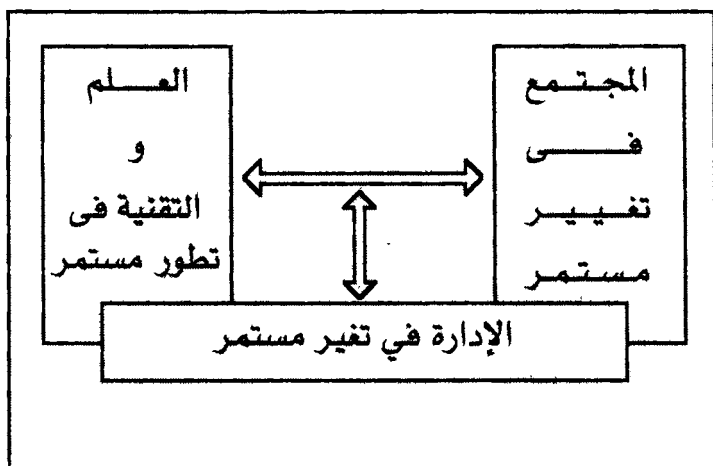 المجتمع
فى
تغيير
مستمر
العلم
و
التقنية فى
تطور مستمر
الإدارة في تغير مستمر